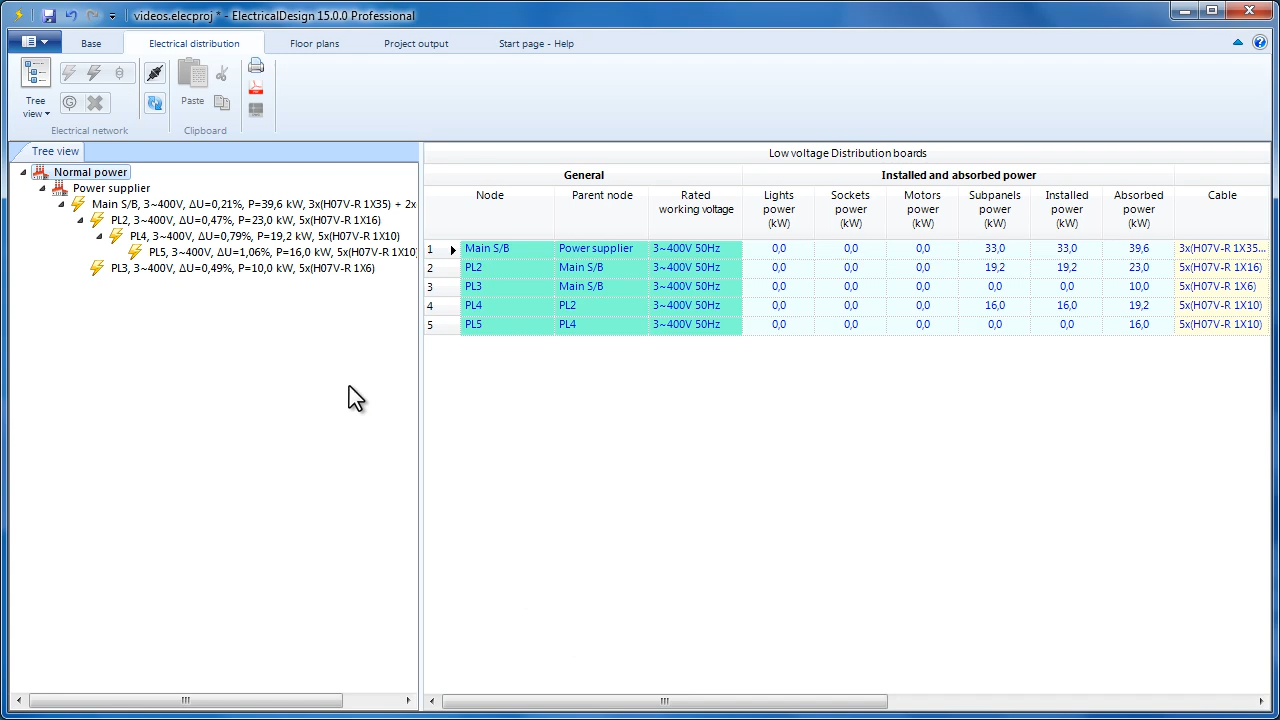 videos.elecproj * - ElectricalDesign 15.0.0 Professional
Base
Electrical distribution
Floor plans
Project output
Start page - Help
Tree view
Paste
Electrical network
Clipboard
Tree view
Normal power
Power supplier
Main S/B, 3~400V, ΔU=0,21%, P=39,6 kW, 3x(H07V-R 1X35) + 2x
PL2, 3~400V, ΔU=0,47%, P=23,0 kW, 5x(H07V-R 1X16)
PL4, 3~400V, ΔU=0,79%, P=19,2 kW, 5x(H07V-R 1X10)
PL5, 3~400V, ΔU=1,06%, P=16,0 kW, 5x(H07V-R 1X10
PL3, 3~400V, ΔU=0,49%, P=10,0 kW, 5x(H07V-R 1X6)
Low voltage Distribution boards
General Installed and absorbed power
Node Parent node Rated working voltage Lights power (kW) Sockets power (kW) Motors power (kW) Subpanels power (kW) Installed power (kW) Absorbed power (kW) Cable
1 Main S/B Power supplier 3~400V 50Hz 0,0 0,0 0,0 33,0 33,0 39,6 3x(H07V-R 1X35...
2 PL2 Main S/B 3~400V 50Hz 0,0 0,0 0,0 19,2 19,2 23,0 5x(H07V-R 1X16)
3 PL3 Main S/B 3~400V 50Hz 0,0 0,0 0,0 0,0 0,0 10,0 5x(H07V-R 1X6)
4 PL4 PL2 3~400V 50Hz 0,0 0,0 0,0 16,0 16,0 19,2 5x(H07V-R 1X10)
5 PL5 PL4 3~400V 50Hz 0,0 0,0 0,0 0,0 0,0 16,0 5x(H07V-R 1X10)